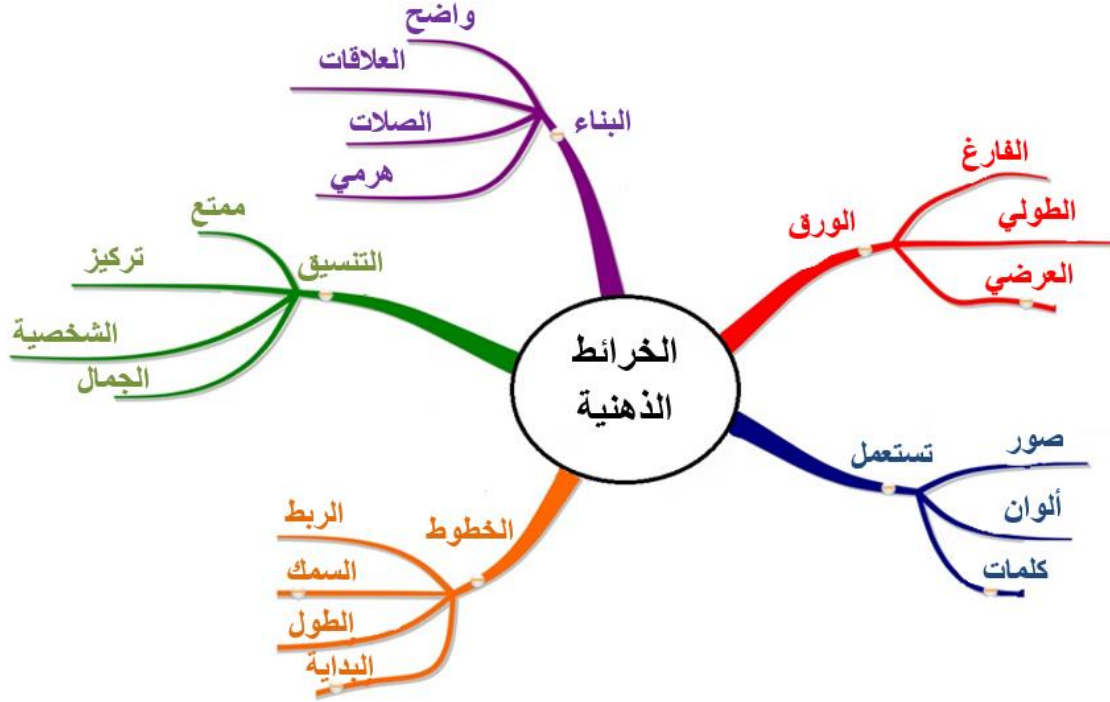 الخرائط
الذهنية
الورق
الفارغ
الطولي
العرضي
تستعمل
صور
ألوان
كلمات
الخطوط
الربط
السمك
الطول
البداية
التنسيق
ممتع
تركيز
الشخصية
الجمال
البناء
واضح
العلاقات
الصلات
هرمي